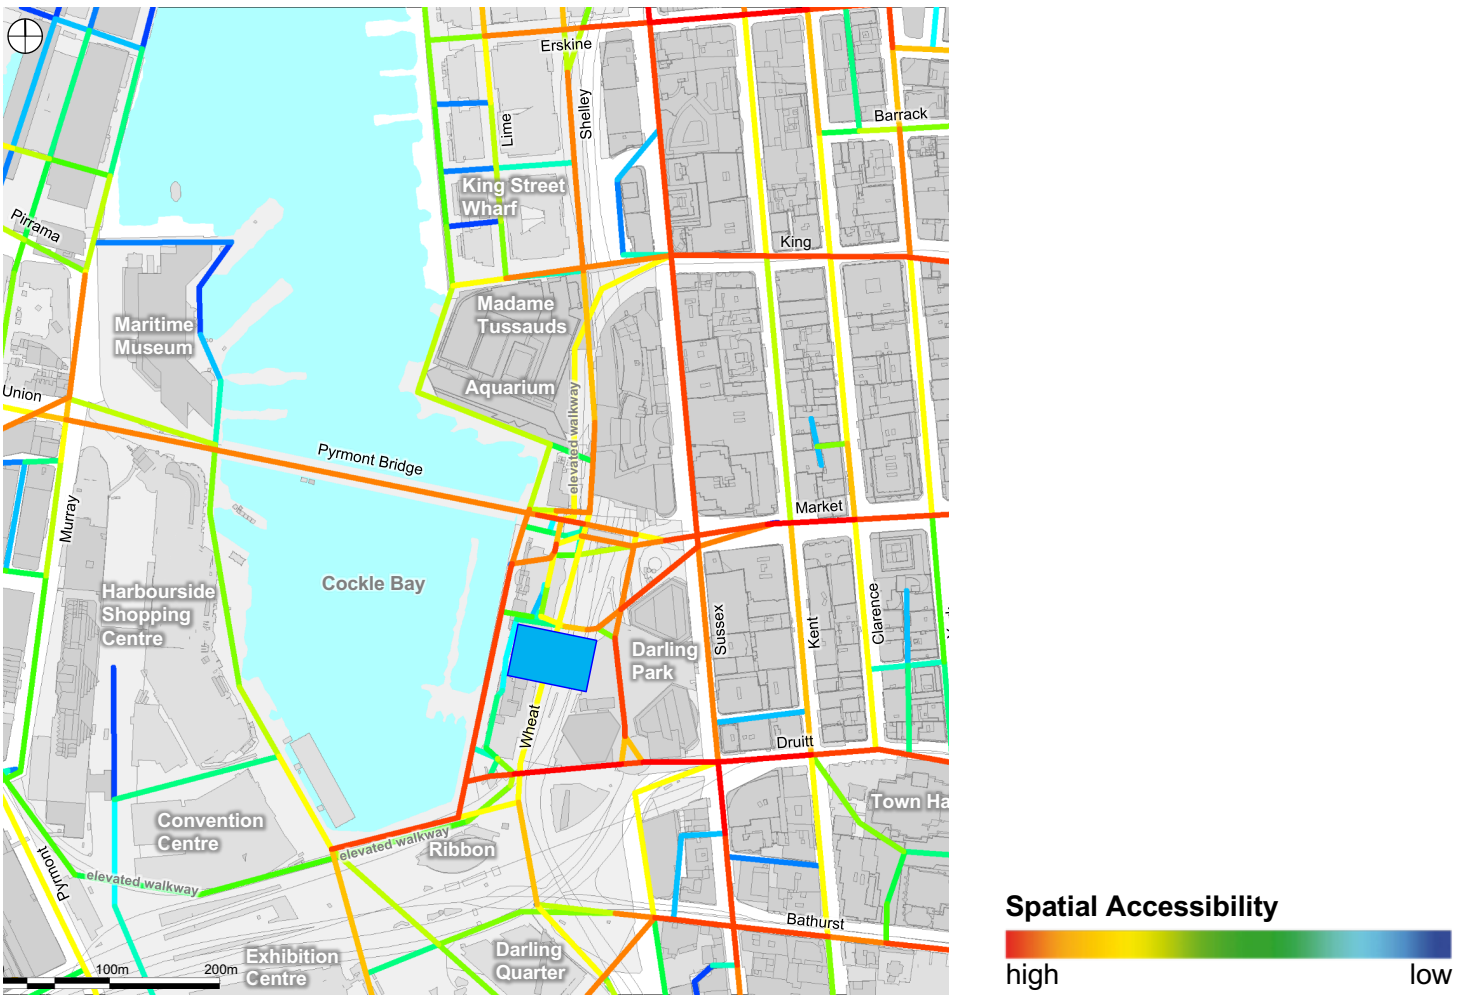 Erskine
Shelley
Lime
Barrack
King Street
Wharf
Pirrama
King
Madame
Tussauds
Maritime
Museum
Aquarium
Union
elevated walkway
Pyrmont Bridge
Market
Murray
Cockle Bay
Harbourside
Shopping
Centre
Sussex
Kent
Clarence
Darling
Park
Wheat
Druitt
Town Ha
Convention
Centre
elevated walkway
Ribbon
Pyrmont
elevated walkway
Bathurst
Exhibition
Centre
Darling
Quarter
100m
200m
Spatial Accessibility
high
low